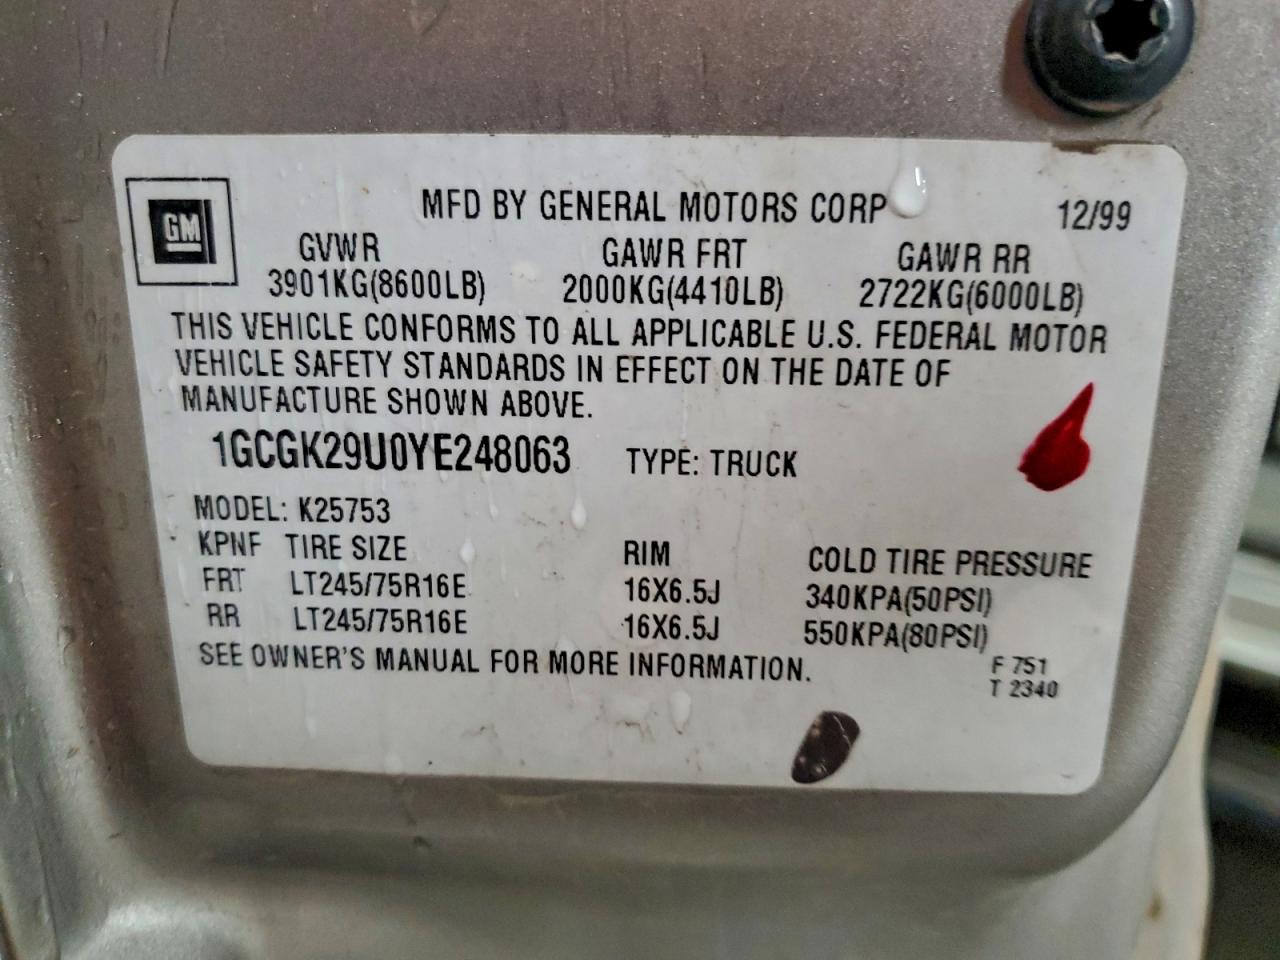 GM
MFD BY GENERAL MOTORS CORP 12/99
GVWR GAWR FRT GAWR RR
3901KG(8600LB) 2000KG(4410LB) 2722KG(6000LB)
THIS VEHICLE CONFORMS TO ALL APPLICABLE U.S. FEDERAL MOTOR
VEHICLE SAFETY STANDARDS IN EFFECT ON THE DATE OF
MANUFACTURE SHOWN ABOVE.
1GCGK29U0YE248063 TYPE: TRUCK
MODEL: K25753
KPNF TIRE SIZE RIM COLD TIRE PRESSURE
FRT LT245/75R16E 16X6.5J 340KPA(50PSI)
RR LT245/75R16E 16X6.5J 550KPA(80PSI)
SEE OWNER'S MANUAL FOR MORE INFORMATION.
F 751
T 2340